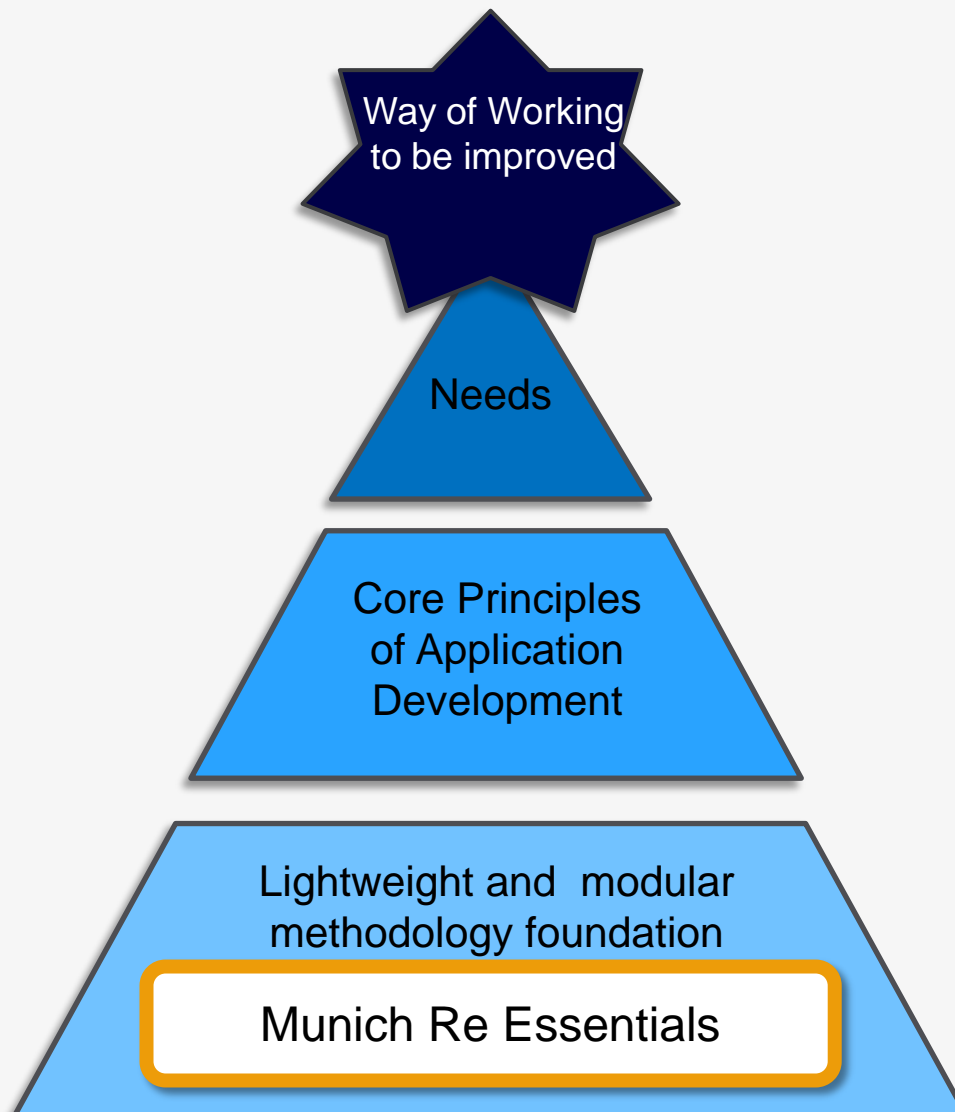 Way of Working
to be improved
Needs
Core Principles
of Application
Development
Lightweight and  modular
methodology foundation
Munich Re Essentials